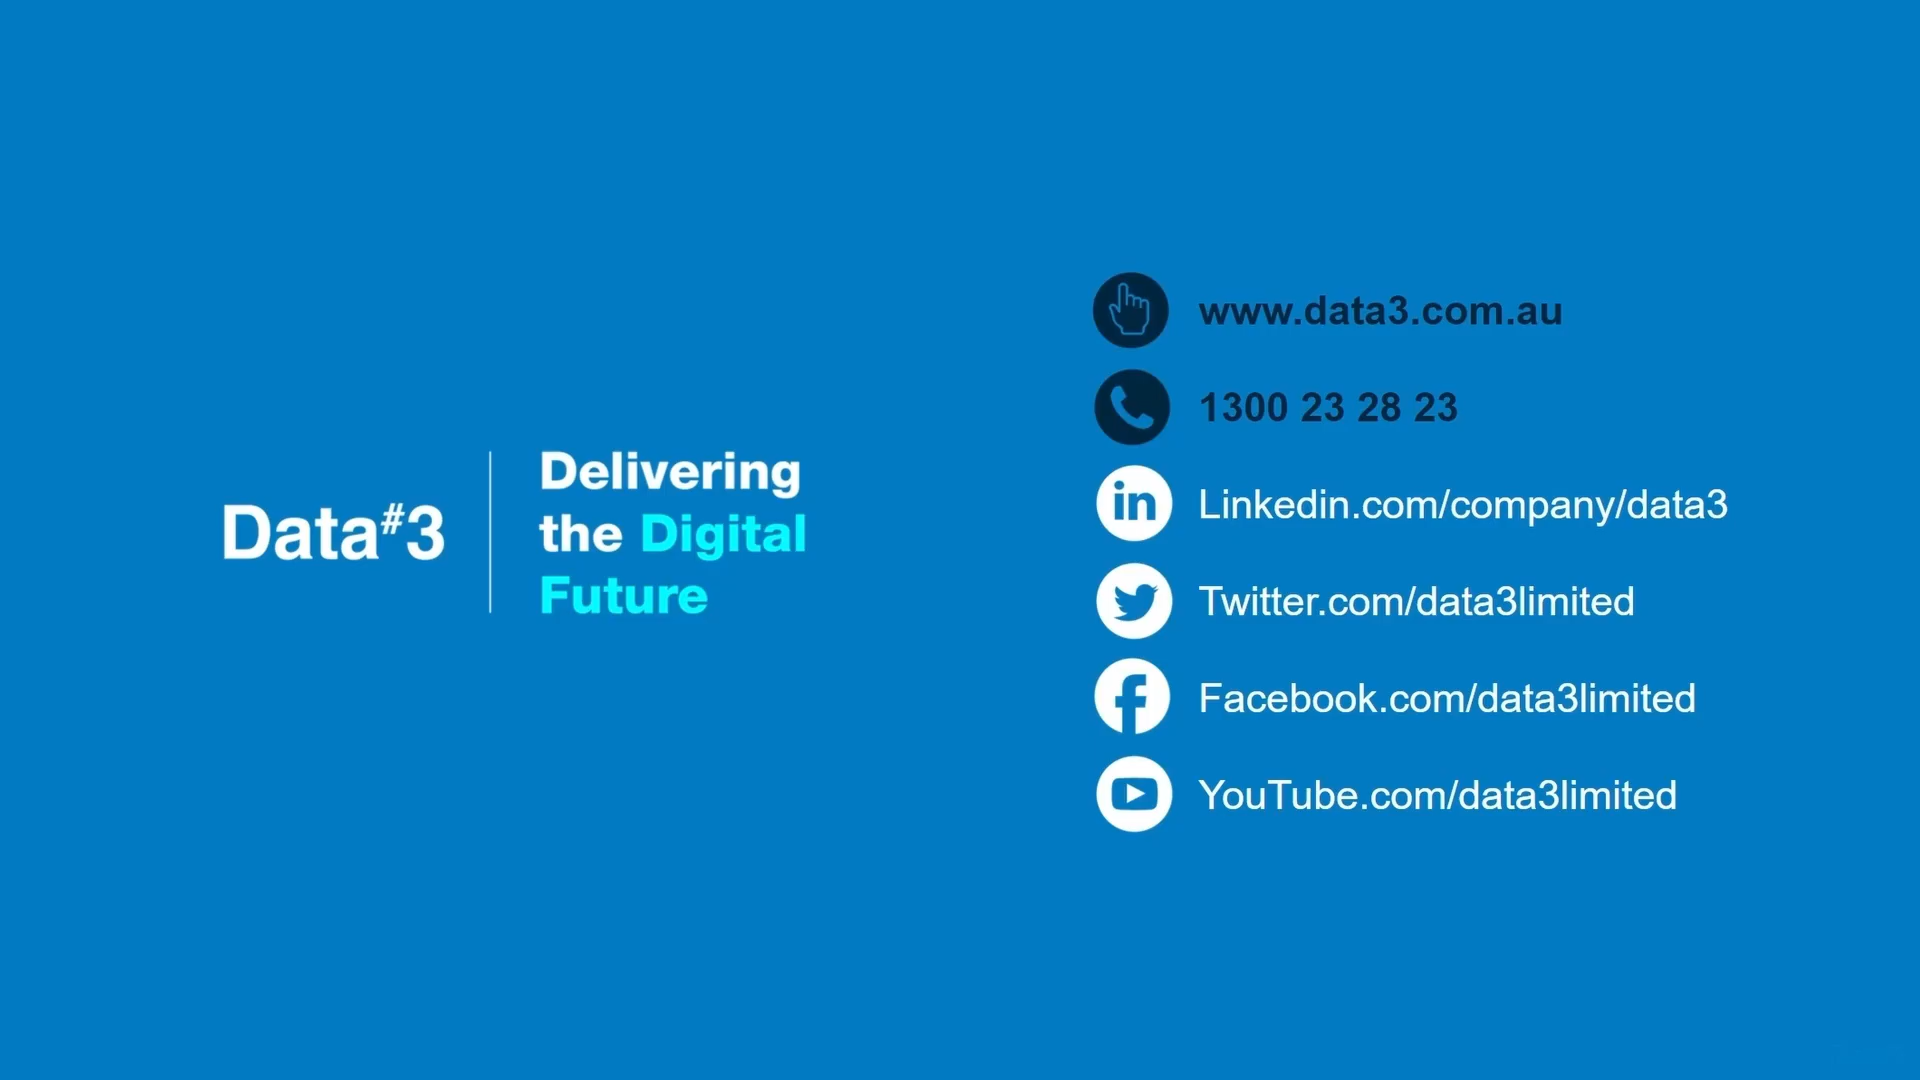 Data#3
Delivering
the Digital
Future
www.data3.com.au
1300 23 28 23
Linkedin.com/company/data3
Twitter.com/data3limited
Facebook.com/data3limited
YouTube.com/data3limited